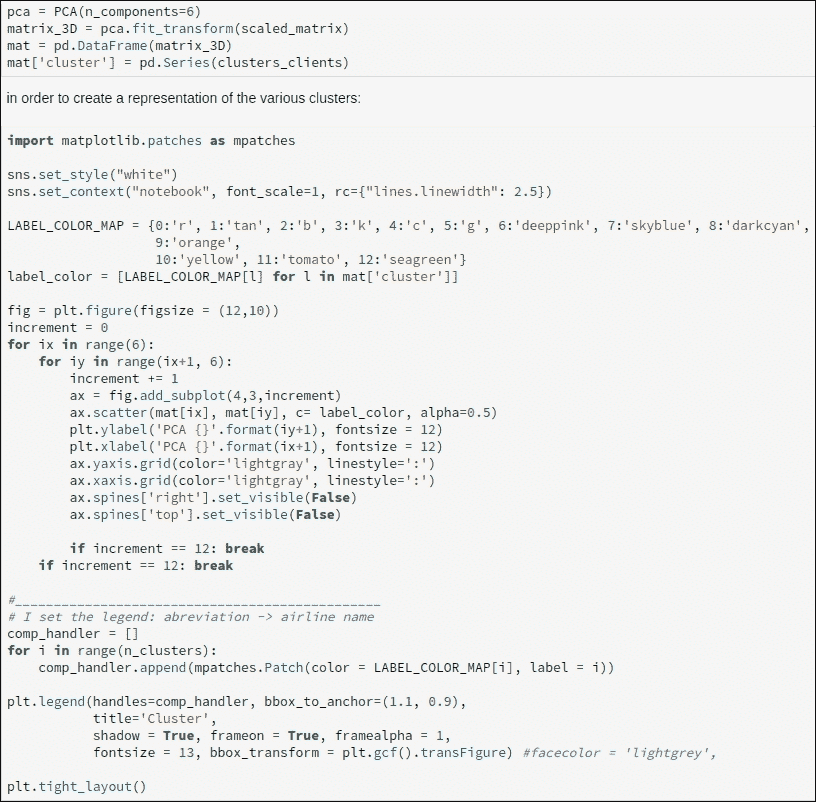 pca = PCA(n_components=6)
matrix_3D = pca.fit_transform(scaled_matrix)
mat = pd.DataFrame(matrix_3D)
mat['cluster'] = pd.Series(clusters_clients)
in order to create a representation of the various clusters:
import matplotlib.patches as mpatches
sns.set_style("white")
sns.set_context("notebook", font_scale=1, rc={"lines.linewidth": 2.5})
LABEL_COLOR_MAP = {0:'r', 1:'tan', 2:'b', 3:'k', 4:'c', 5:'g', 6:'deeppink', 7:'skyblue', 8:'darkcyan',
                   9:'orange',
                   10:'yellow', 11:'tomato', 12:'seagreen'}
label_color = [LABEL_COLOR_MAP[l] for l in mat['cluster']]
fig = plt.figure(figsize = (12,10))
increment = 0
for ix in range(6):
    for iy in range(ix+1, 6):
        increment += 1
        ax = fig.add_subplot(4,3,increment)
        ax.scatter(mat[ix], mat[iy], c= label_color, alpha=0.5)
        plt.ylabel('PCA {}'.format(iy+1), fontsize = 12)
        plt.xlabel('PCA {}'.format(ix+1), fontsize = 12)
        ax.yaxis.grid(color='lightgray', linestyle=':')
        ax.xaxis.grid(color='lightgray', linestyle=':')
        ax.spines['right'].set_visible(False)
        ax.spines['top'].set_visible(False)
        if increment == 12: break
    if increment == 12: break
#_______________________________________________
# I set the legend: abreviation -> airline name
comp_handler = []
for i in range(n_clusters):
    comp_handler.append(mpatches.Patch(color = LABEL_COLOR_MAP[i], label = i))
plt.legend(handles=comp_handler, bbox_to_anchor=(1.1, 0.9),
           title='Cluster',
           shadow = True, frameon = True, framealpha = 1,
           fontsize = 13, bbox_transform = plt.gcf().transFigure) #facecolor = 'lightgrey',
plt.tight_layout()